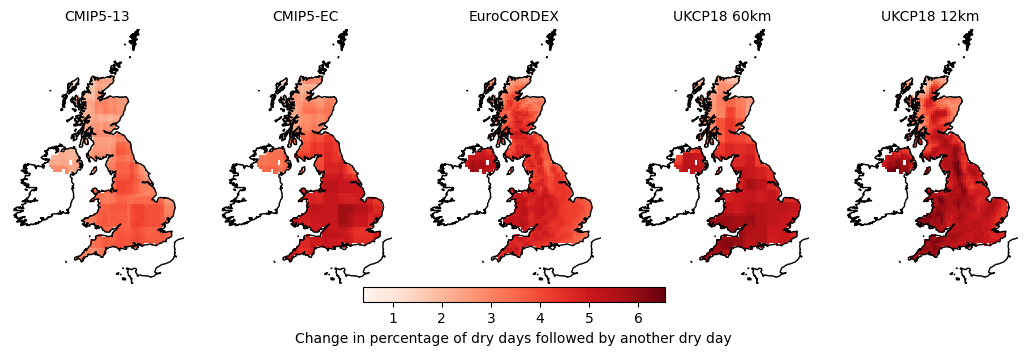 CMIP5-13 CMIP5-EC EuroCORDEX UKCP18 60km UKCP18 12km
1 2 3 4 5 6
Change in percentage of dry days followed by another dry day